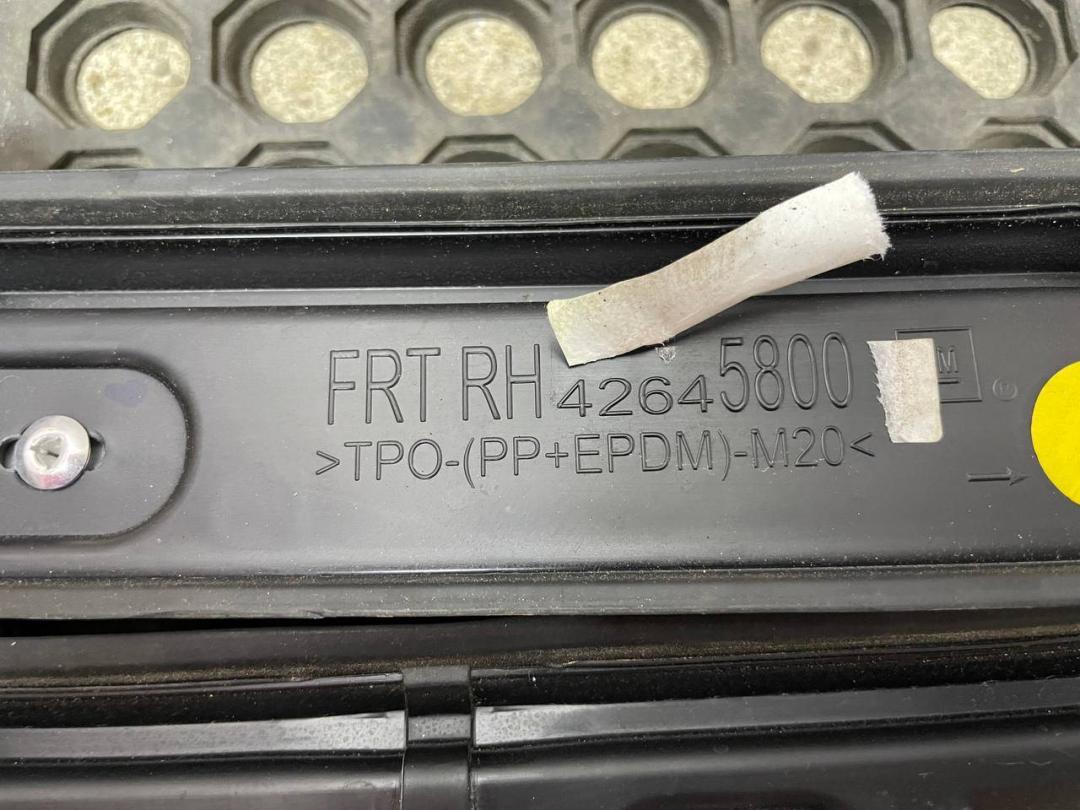 FRT RH 42645800
>TPO-(PP+EPDM)-M20<
M
®